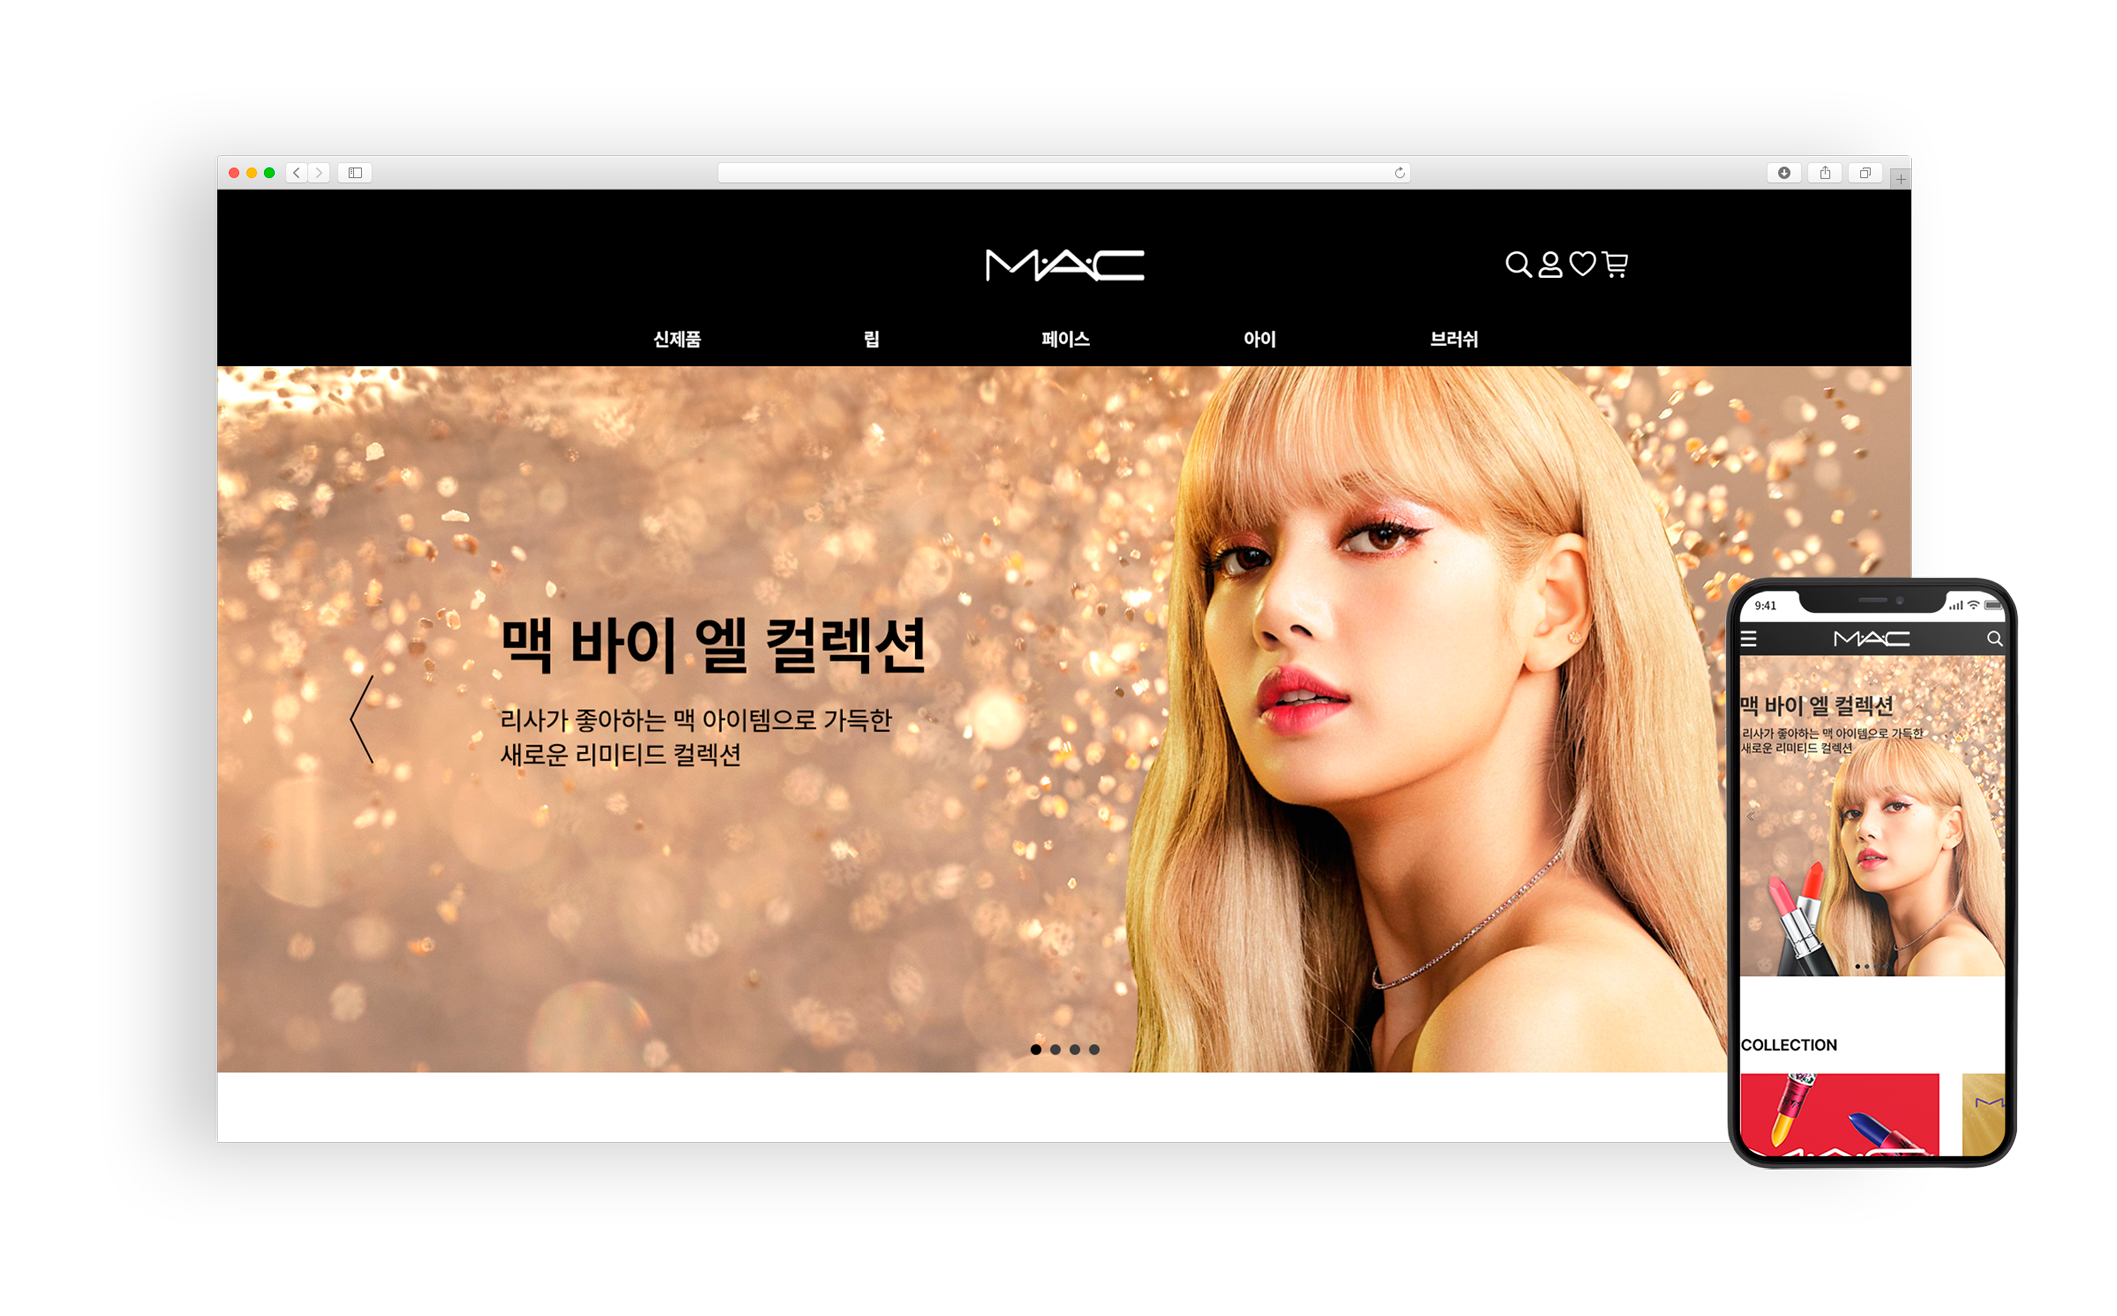 M·A·C
신제품 립 페이스 아이 브러쉬
맥 바이 엘 컬렉션
리사가 좋아하는 맥 아이템으로 가득한
새로운 리미티드 컬렉션
9:41
M·A·C
맥 바이 엘 컬렉션
리사가 좋아하는 맥 아이템으로 가득한
새로운 리미티드 컬렉션
COLLECTION